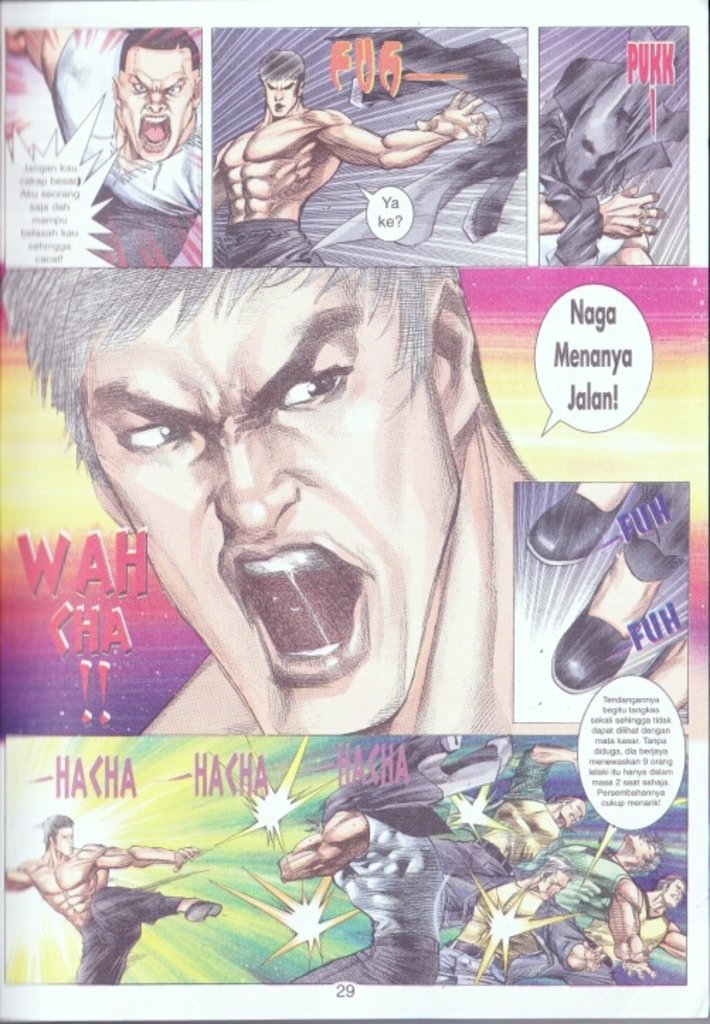 Jangan kau
cakap besar)
Aku seorang
saja dah
mampu
belasah kau
sehingga
cacat!
FUH
Ya
ke?
PUKK
!
Naga
Menanya
Jalan!
WAH
CHA
!!
FUH
FUH
Tendangannya
begitu tangkas
sekali sehingga tidak
dapat dilihat dengan
mata kasar. Tanpa
diduga, dia berjaya
menewaskan 9 orang
lelaki itu hanya dalam
masa 2 saat sahaja.
Persembahannya
cukup menarik!
HACHA
HACHA
HACHA
29